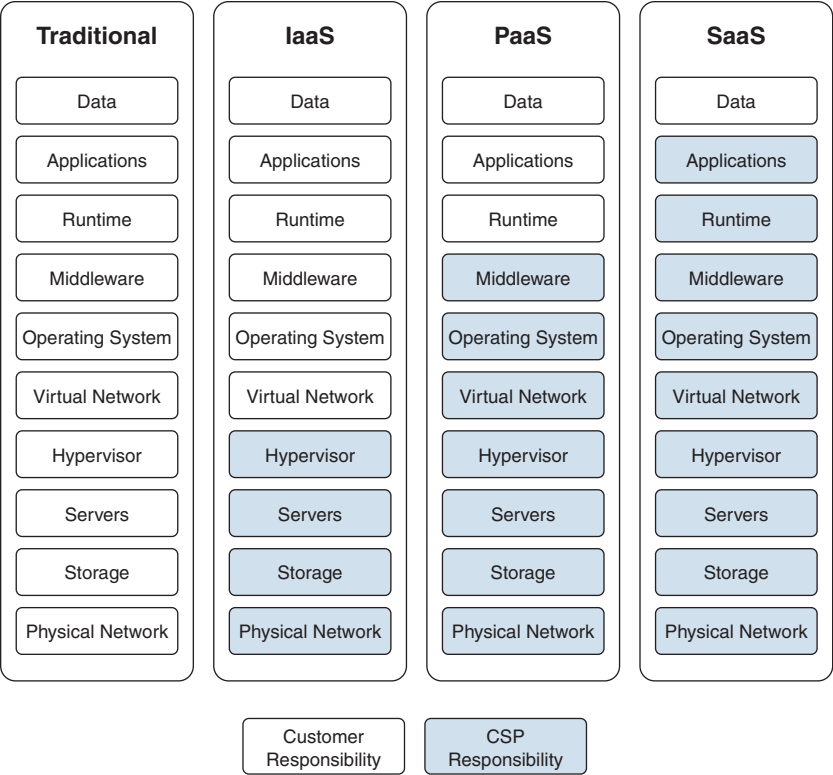 Traditional
Data
Applications
Runtime
Middleware
Operating System
Virtual Network
Hypervisor
Servers
Storage
Physical Network
IaaS
Data
Applications
Runtime
Middleware
Operating System
Virtual Network
Hypervisor
Servers
Storage
Physical Network
PaaS
Data
Applications
Runtime
Middleware
Operating System
Virtual Network
Hypervisor
Servers
Storage
Physical Network
SaaS
Data
Applications
Runtime
Middleware
Operating System
Virtual Network
Hypervisor
Servers
Storage
Physical Network
Customer
Responsibility
CSP
Responsibility